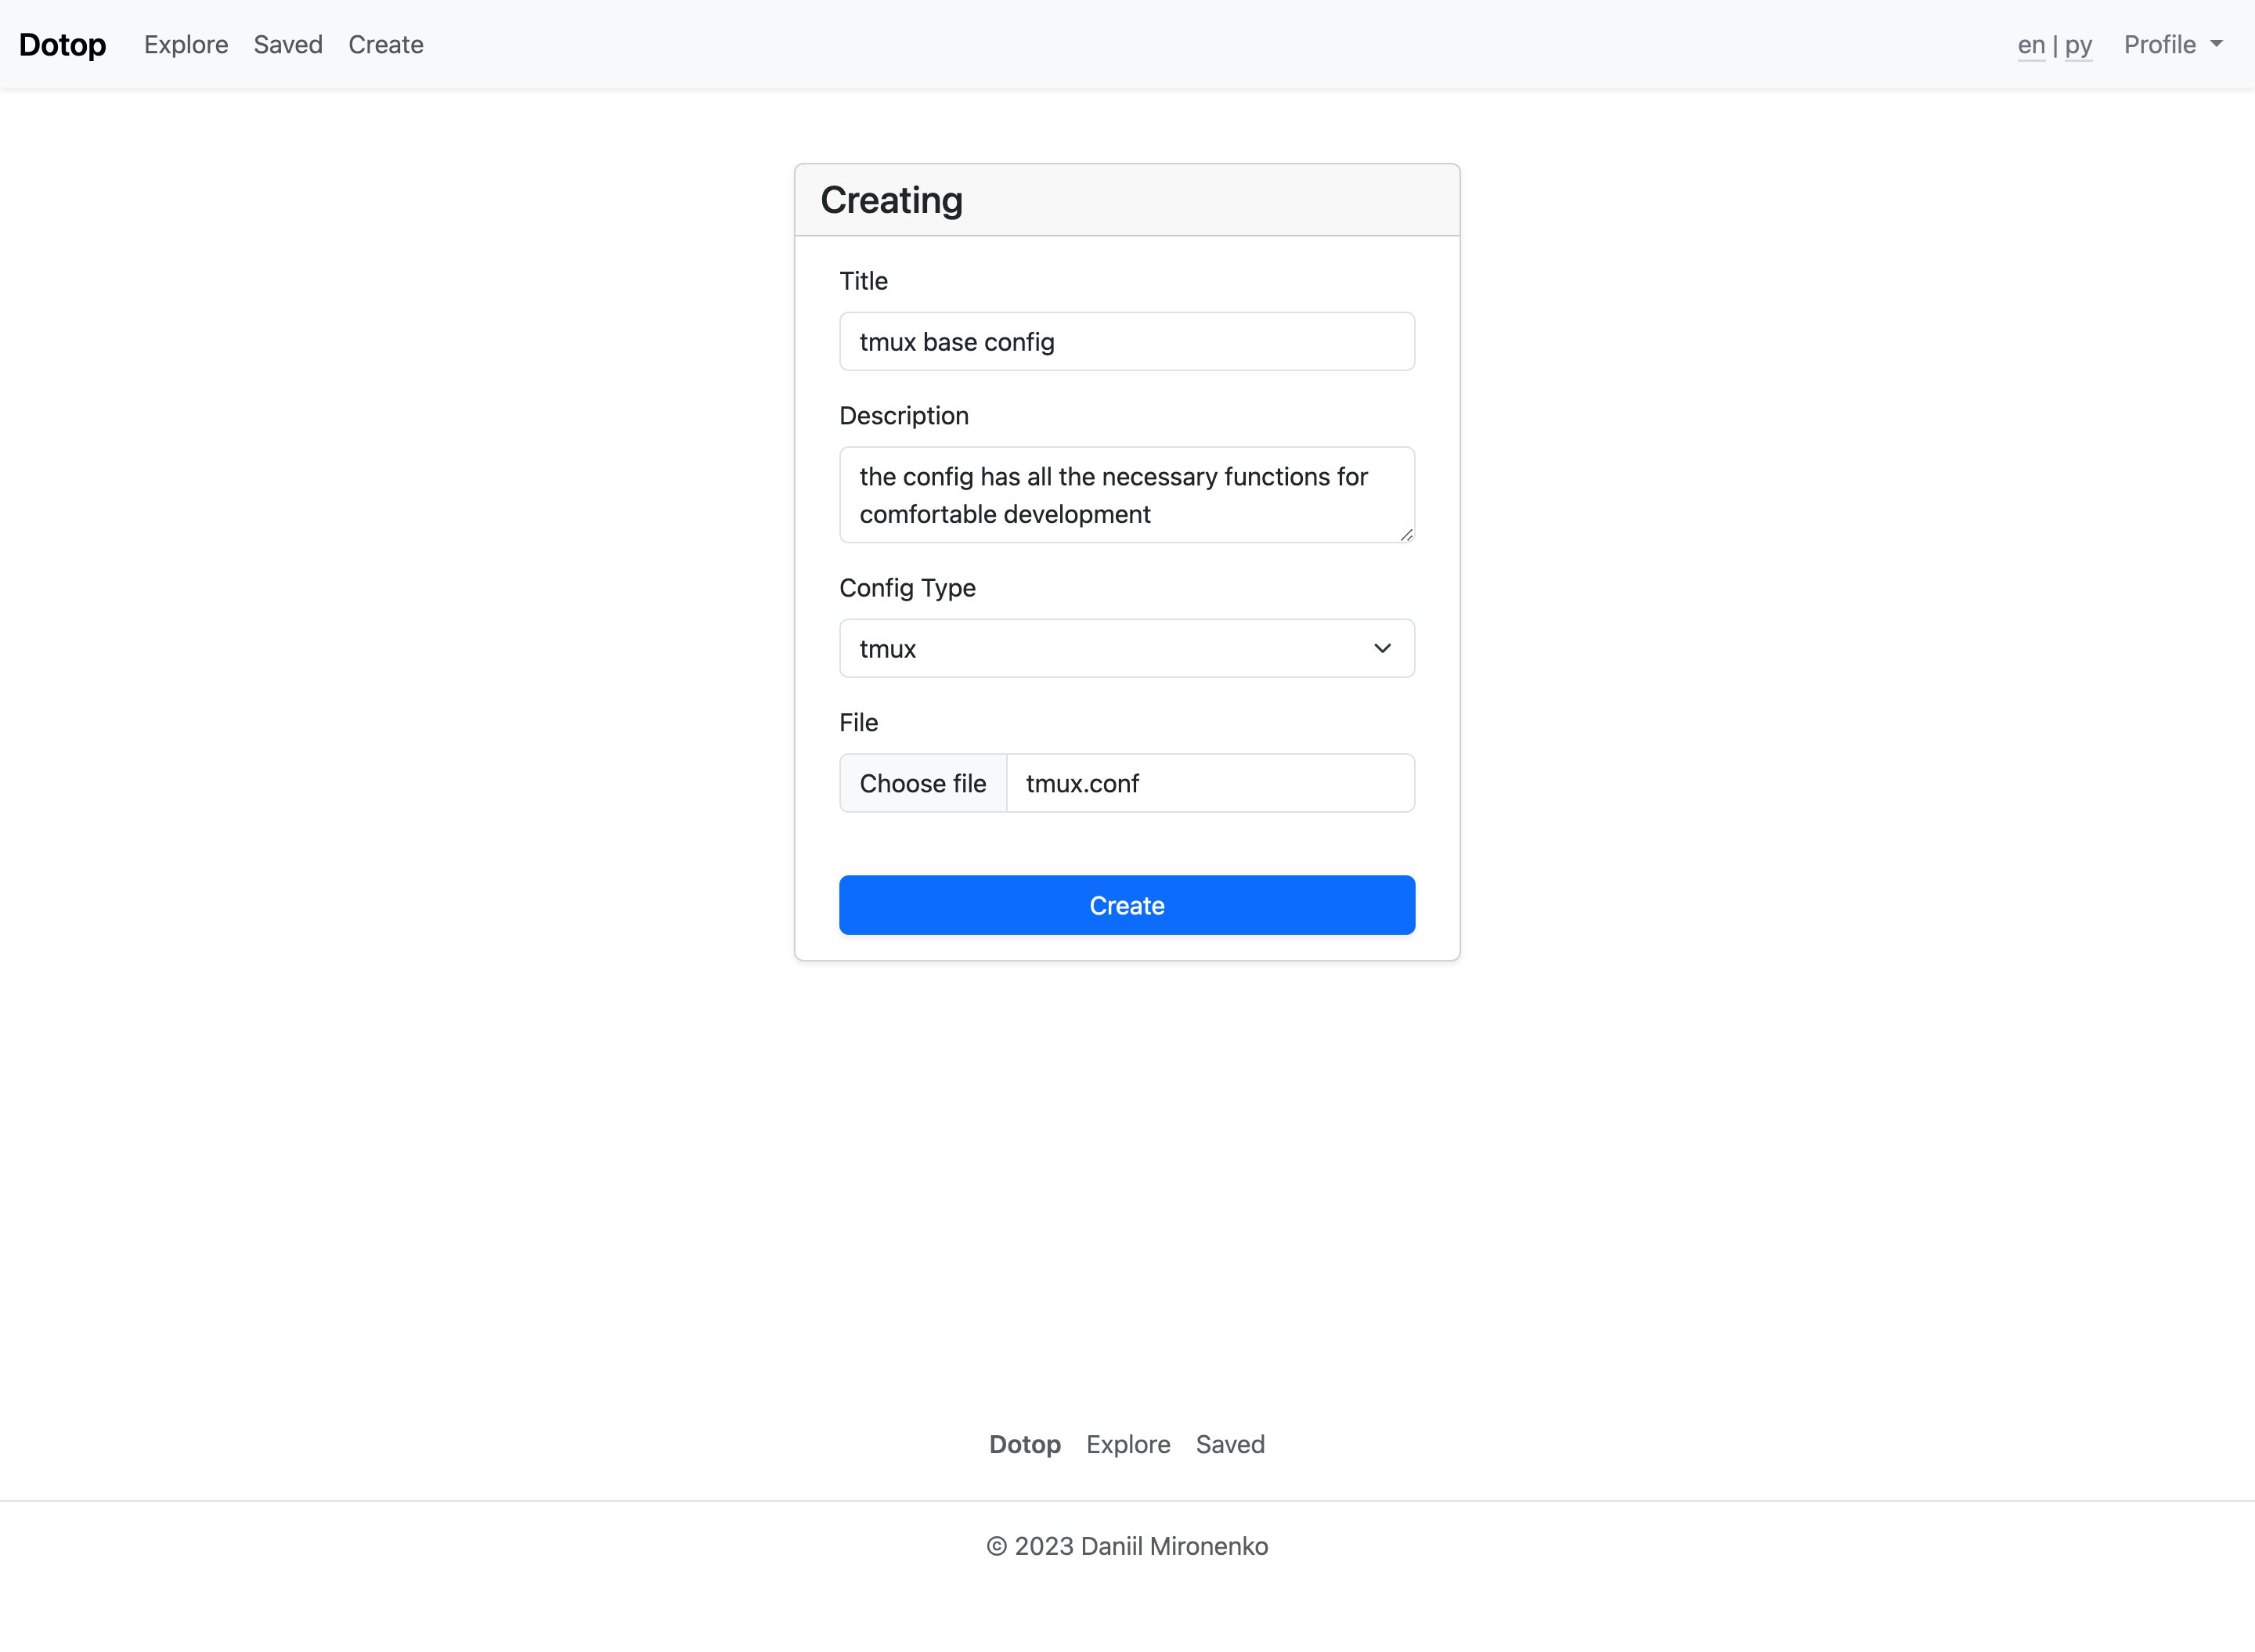 Dotop Explore Saved Create en | ру Profile
Creating
Title
tmux base config
Description
the config has all the necessary functions for
comfortable development
Config Type
tmux
File
Choose file tmux.conf
Create
Dotop Explore Saved
© 2023 Daniil Mironenko